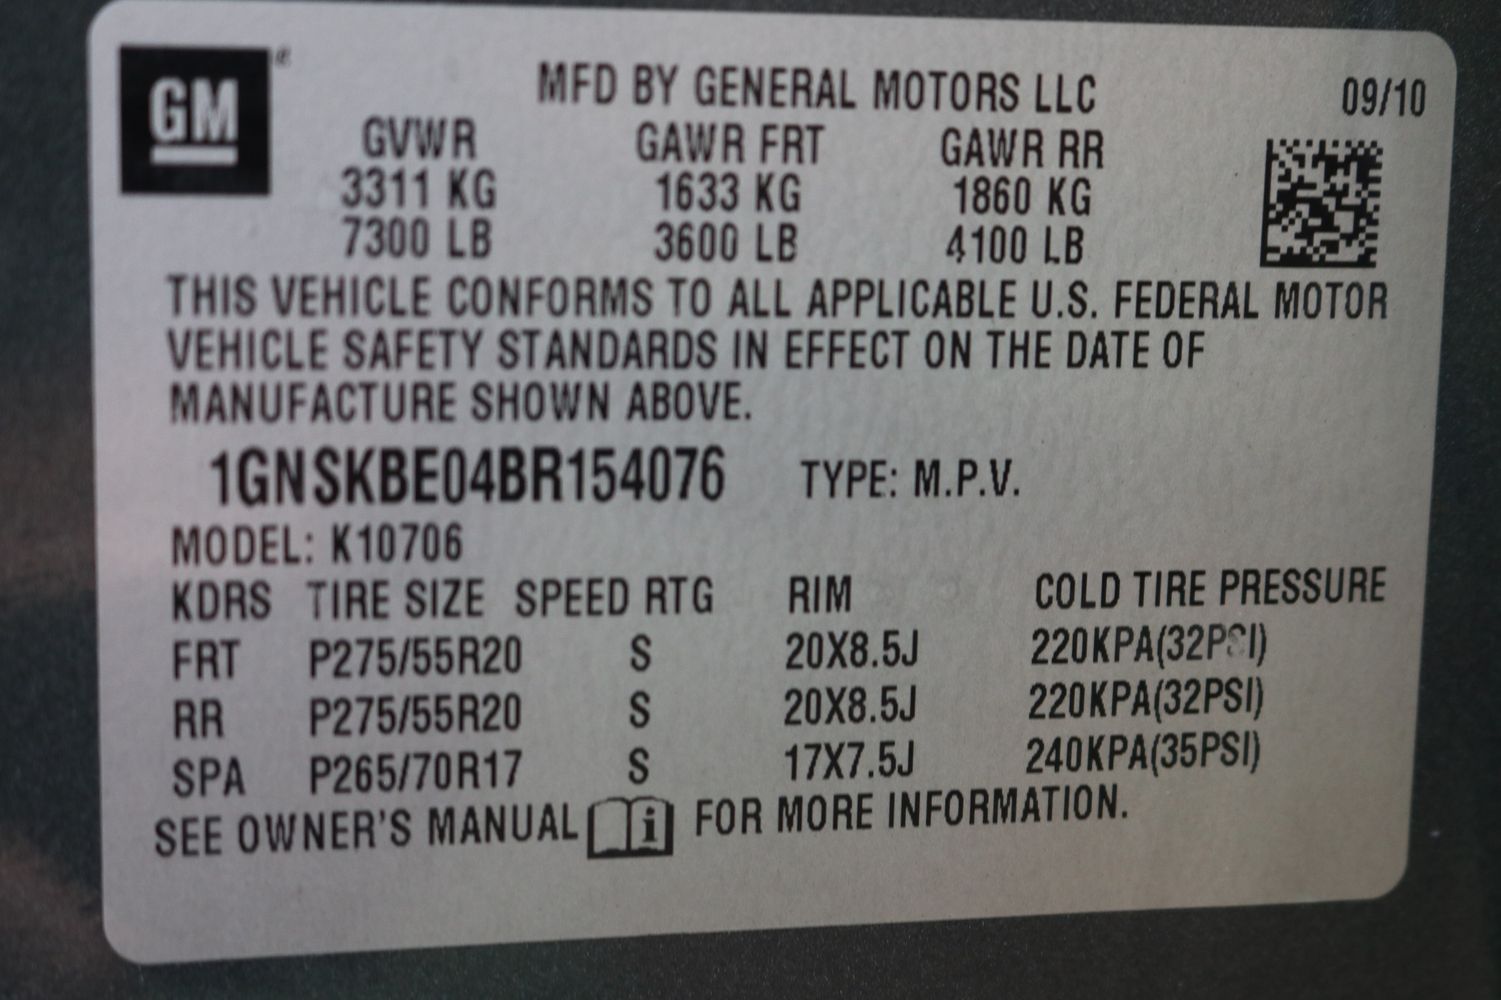 GM®
MFD BY GENERAL MOTORS LLC 09/10
GVWR GAWR FRT GAWR RR
3311 KG 1633 KG 1860 KG
7300 LB 3600 LB 4100 LB
THIS VEHICLE CONFORMS TO ALL APPLICABLE U.S. FEDERAL MOTOR
VEHICLE SAFETY STANDARDS IN EFFECT ON THE DATE OF
MANUFACTURE SHOWN ABOVE.
1GNSKBE04BR154076 TYPE: M.P.V.
MODEL: K10706
KDRS TIRE SIZE SPEED RTG RIM COLD TIRE PRESSURE
FRT P275/55R20 S 20X8.5J 220KPA(32PSI)
RR P275/55R20 S 20X8.5J 220KPA(32PSI)
SPA P265/70R17 S 17X7.5J 240KPA(35PSI)
SEE OWNER'S MANUAL i FOR MORE INFORMATION.